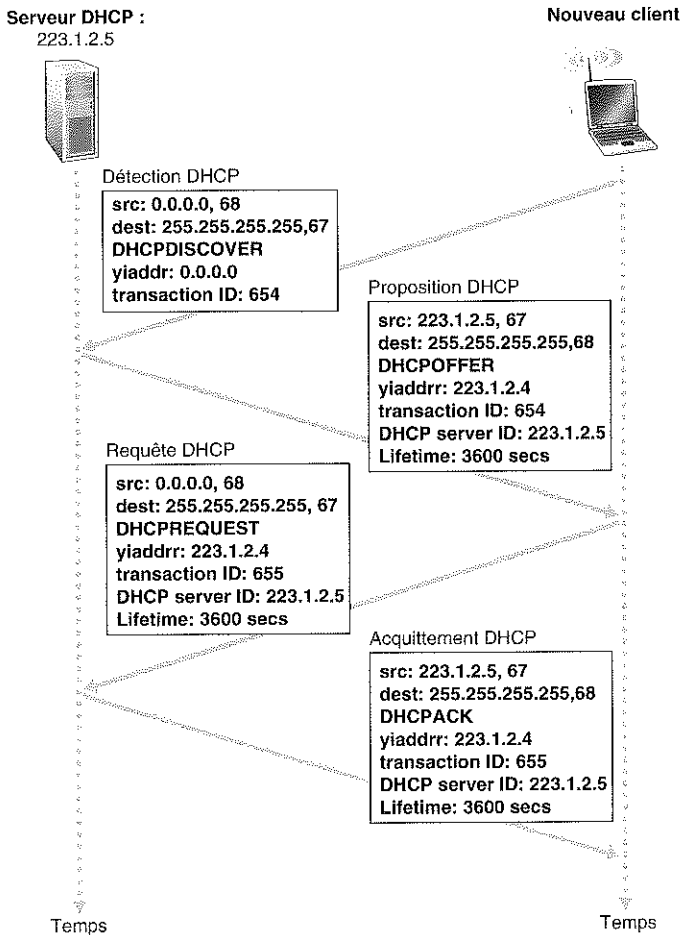 Serveur DHCP :
223.1.2.5
Nouveau client
Détection DHCP
src: 0.0.0.0, 68
dest: 255.255.255.255,67
DHCPDISCOVER
yiaddr: 0.0.0.0
transaction ID: 654
Proposition DHCP
src: 223.1.2.5, 67
dest: 255.255.255.255,68
DHCPOFFER
yiaddrr: 223.1.2.4
transaction ID: 654
DHCP server ID: 223.1.2.5
Lifetime: 3600 secs
Requête DHCP
src: 0.0.0.0, 68
dest: 255.255.255.255, 67
DHCPREQUEST
yiaddrr: 223.1.2.4
transaction ID: 655
DHCP server ID: 223.1.2.5
Lifetime: 3600 secs
Acquittement DHCP
src: 223.1.2.5, 67
dest: 255.255.255.255,68
DHCPACK
yiaddrr: 223.1.2.4
transaction ID: 655
DHCP server ID: 223.1.2.5
Lifetime: 3600 secs
Temps
Temps